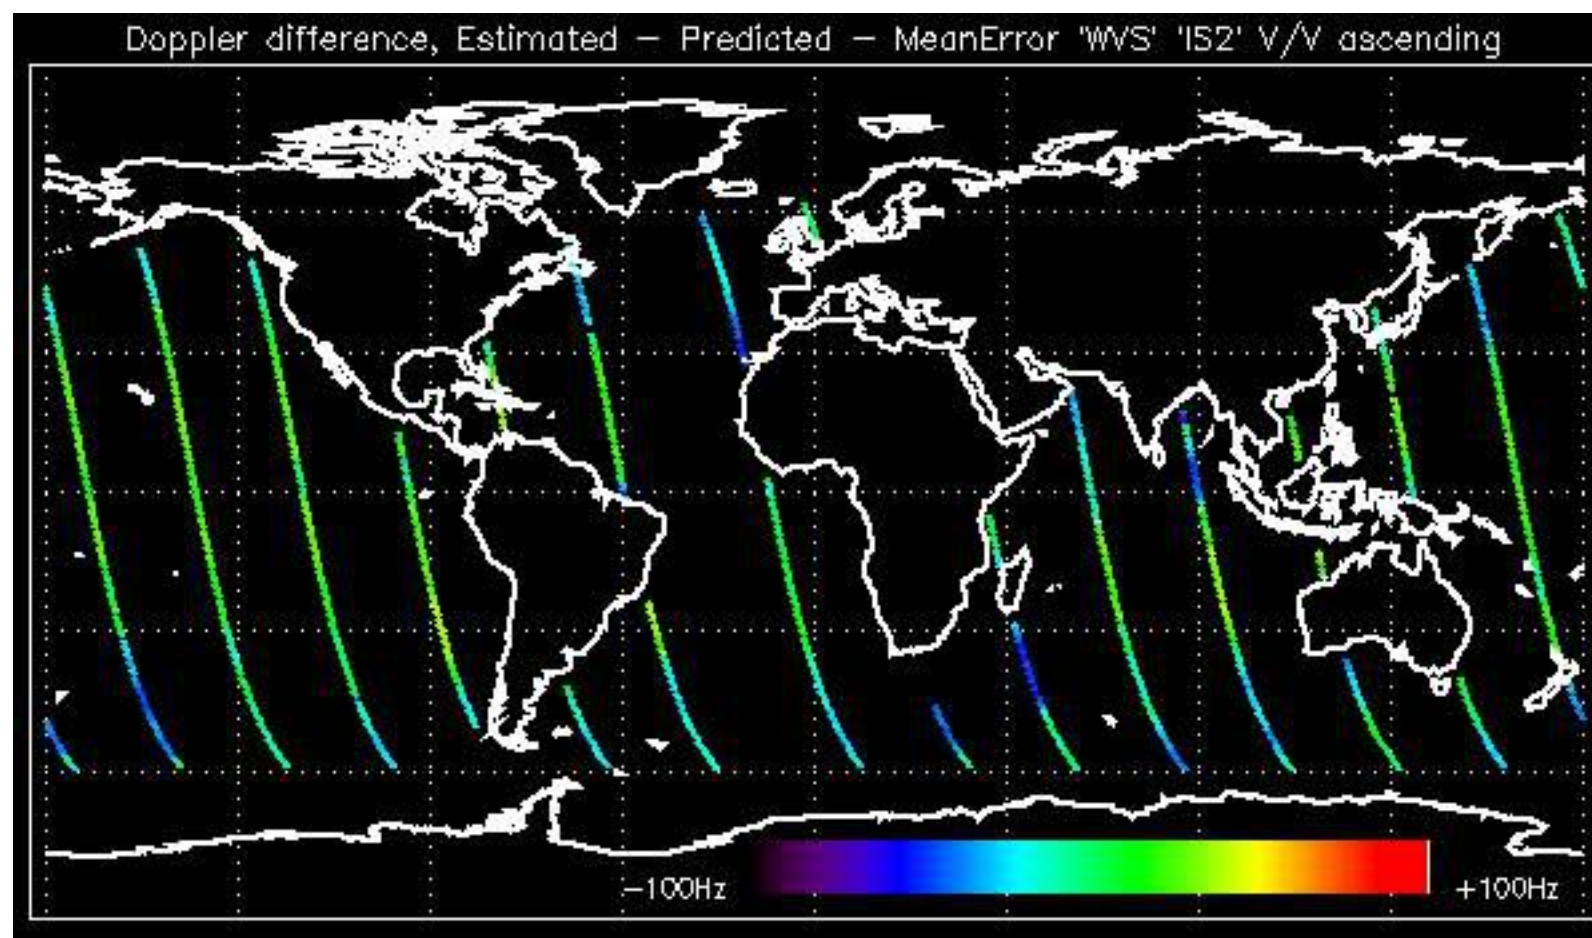 Doppler difference, Estimated – Predicted – MeanError 'WVS' 'IS2' V/V ascending
-100Hz +100Hz